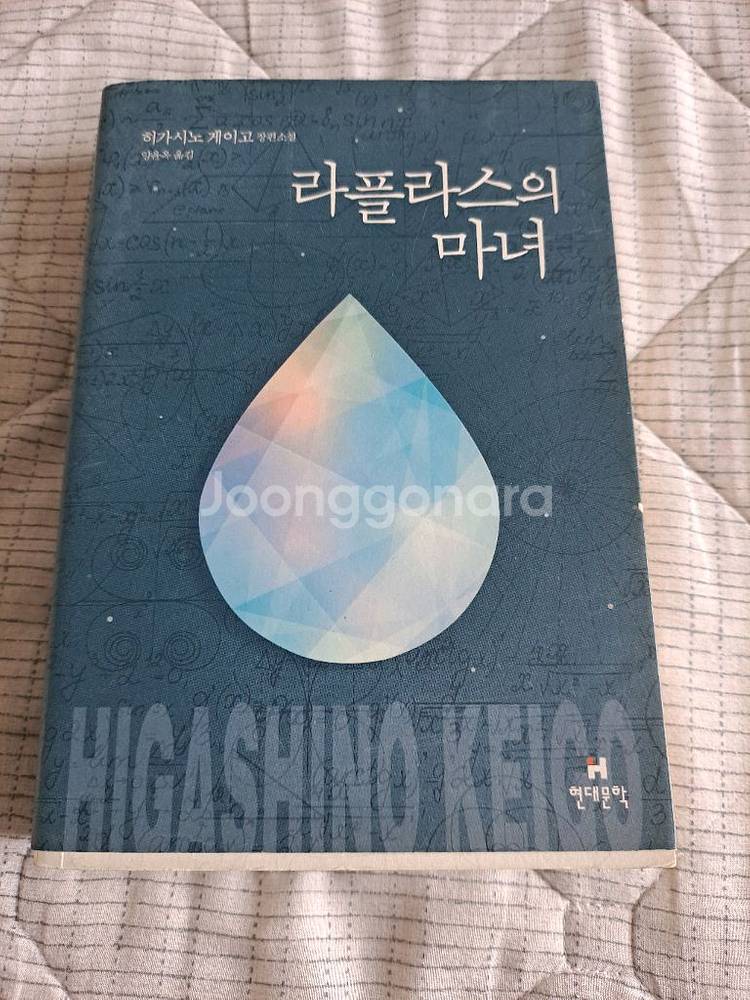 히가시노 게이고 장편소설
양윤옥 옮김
라플라스의
마녀
Joonggonara
HIGASHINO KEIGO
H
현대문학